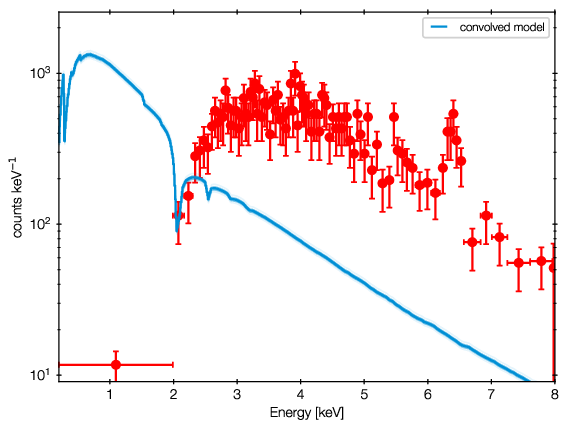 convolved model
10³
10²
10¹
counts keV⁻¹
1 2 3 4 5 6 7 8
Energy [keV]